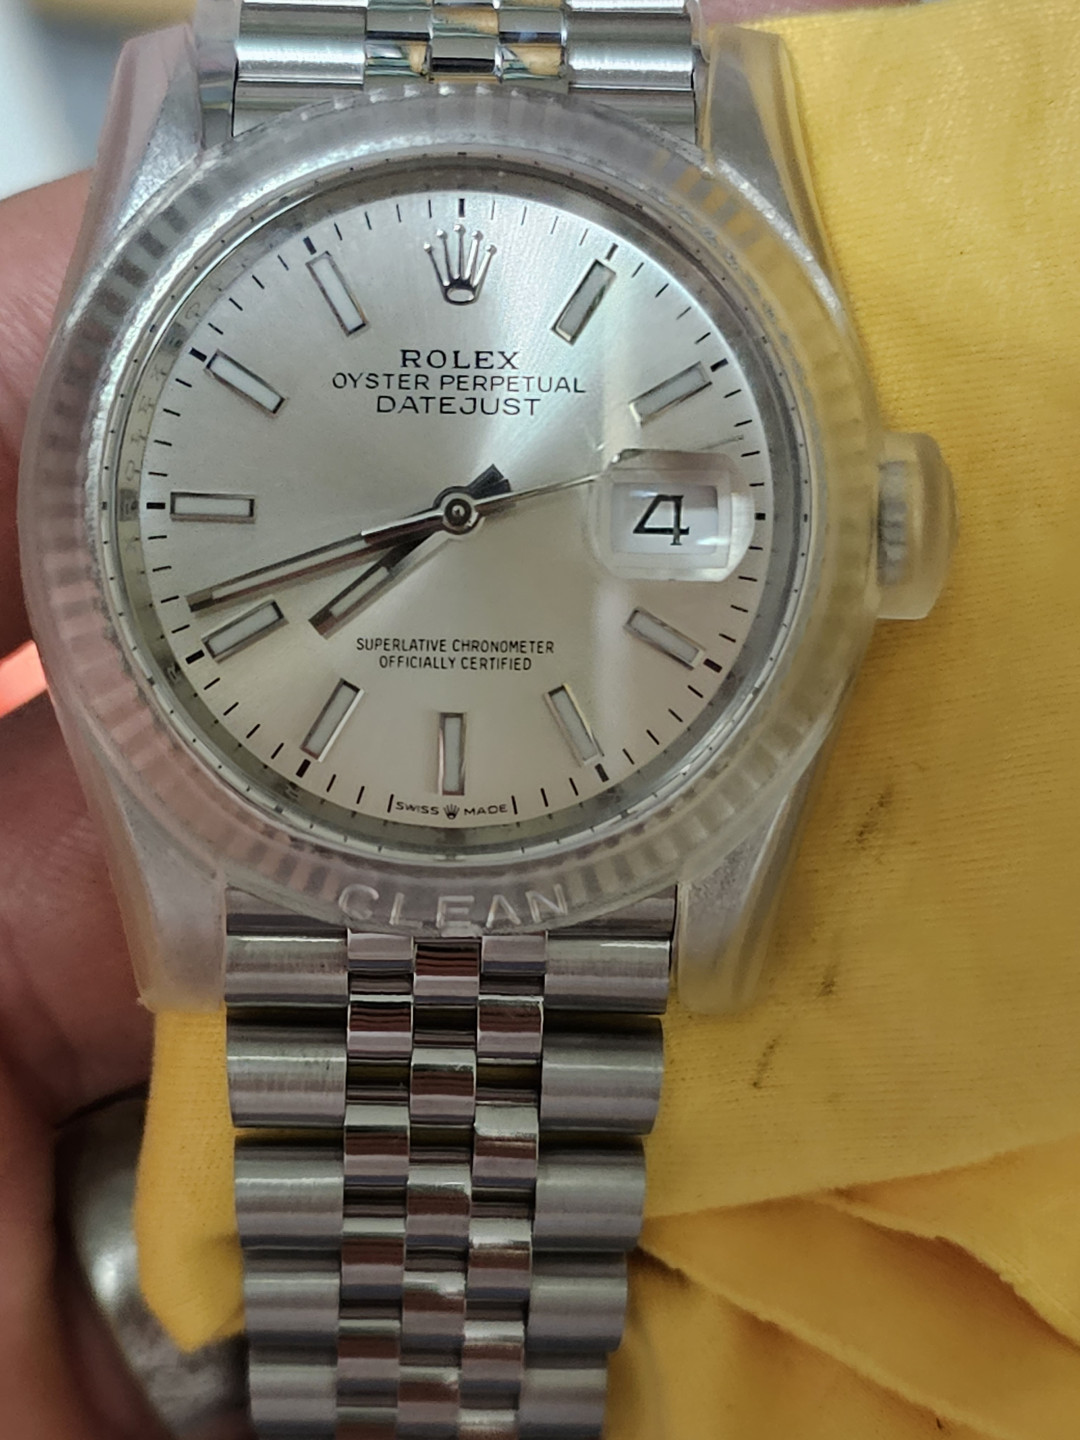 ROLEX
OYSTER PERPETUAL
DATEJUST
4
SUPERLATIVE CHRONOMETER
OFFICIALLY CERTIFIED
SWISS MADE
CLEAN